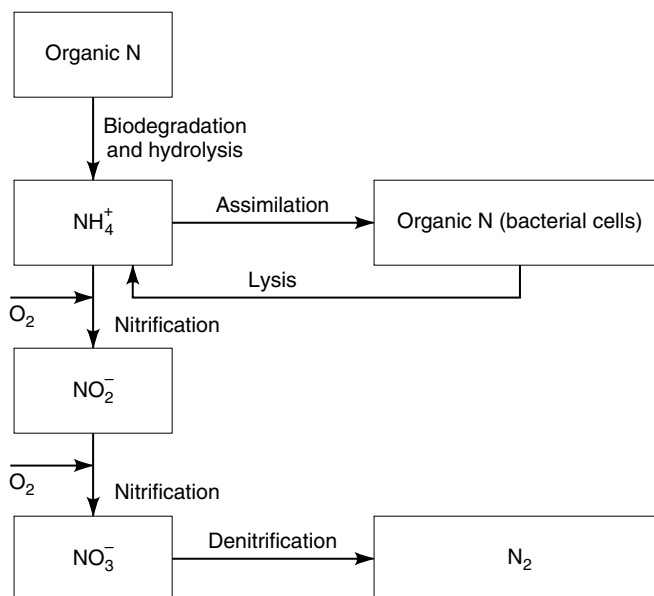 Organic N
Biodegradation
and hydrolysis
NH₄⁺
Assimilation
Organic N (bacterial cells)
Lysis
O₂
Nitrification
NO₂⁻
O₂
Nitrification
NO₃⁻
Denitrification
N₂